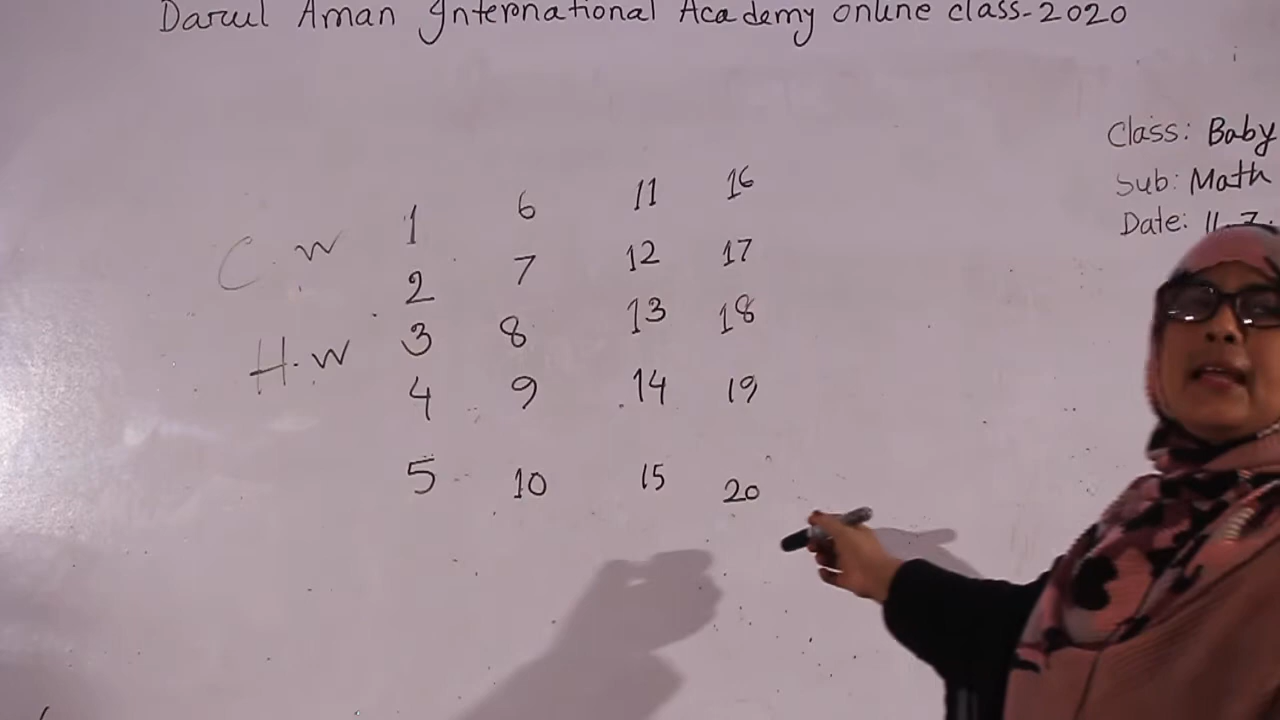 Darul Aman International Academy online class-2020
Class: Baby
Sub: Math
Date: 11.7.
C.W
H.W
1 6 11 16
2 7 12 17
3 8 13 18
4 9 14 19
5 10 15 20